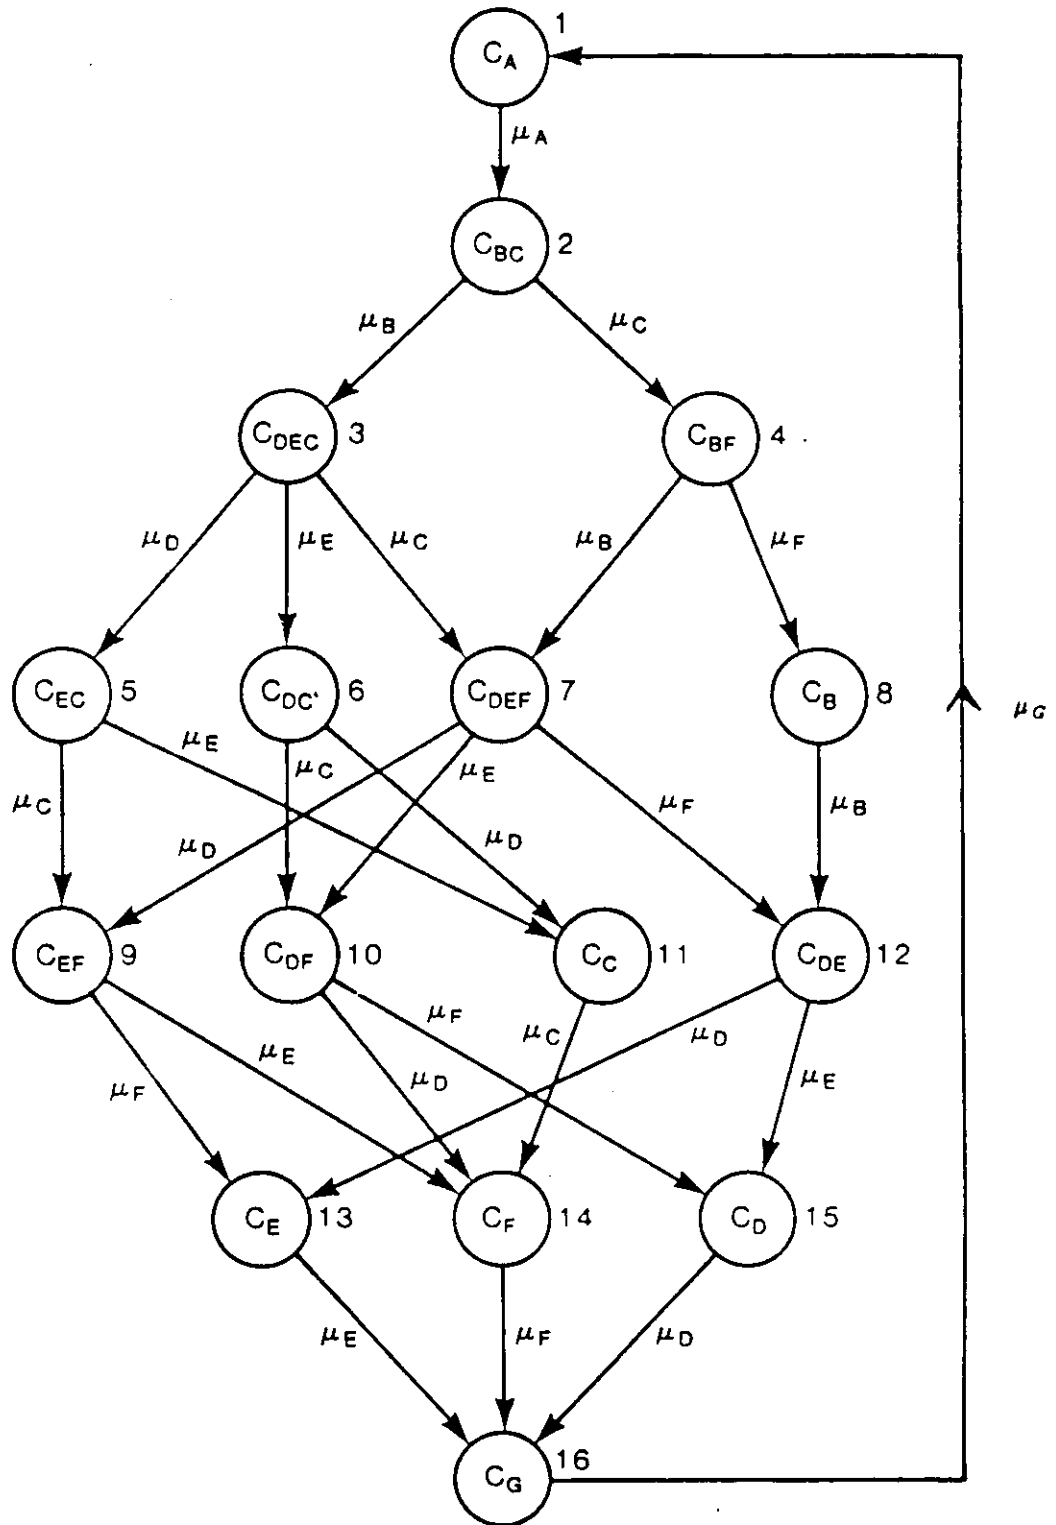 1
C_A
μ_A
C_BC 2
μ_B μ_C
C_DEC 3 C_BF 4
μ_D μ_E μ_C μ_B μ_F
C_EC 5 C_DC' 6 C_DEF 7 C_B 8 μ_G
μ_E
μ_C μ_C μ_E μ_F μ_B
μ_D μ_D
C_EF 9 C_DF 10 C_C 11 C_DE 12
μ_F
μ_E μ_C μ_D
μ_F μ_D μ_E
C_E 13 C_F 14 C_D 15
μ_E μ_F μ_D
16
C_G